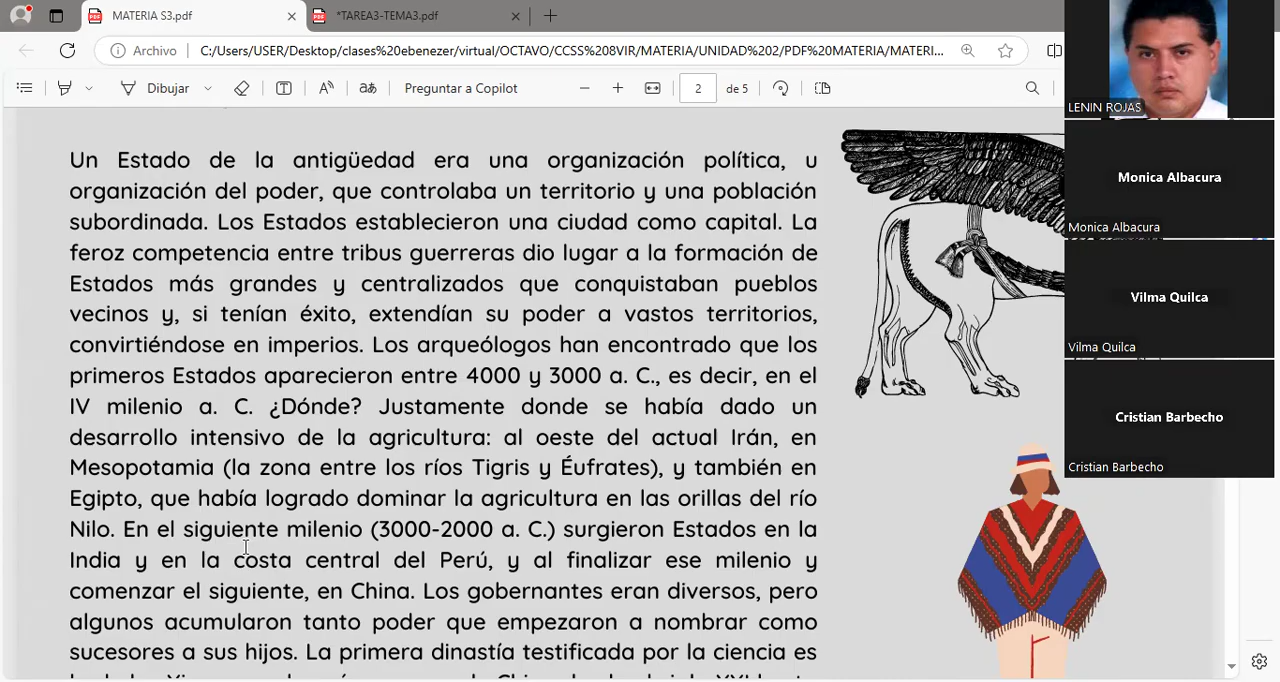 MATERIA S3.pdf
*TAREA3-TEMA3.pdf
Archivo
C:/Users/USER/Desktop/clases%20ebenezer/virtual/OCTAVO/CCSS%208VIR/MATERIA/UNIDAD%202/PDF%20MATERIA/MATERI...
Dibujar
Preguntar a Copilot
2 de 5
Un Estado de la antigüedad era una organización política, u
organización del poder, que controlaba un territorio y una población
subordinada. Los Estados establecieron una ciudad como capital. La
feroz competencia entre tribus guerreras dio lugar a la formación de
Estados más grandes y centralizados que conquistaban pueblos
vecinos y, si tenían éxito, extendían su poder a vastos territorios,
convirtiéndose en imperios. Los arqueólogos han encontrado que los
primeros Estados aparecieron entre 4000 y 3000 a. C., es decir, en el
IV milenio a. C. ¿Dónde? Justamente donde se había dado un
desarrollo intensivo de la agricultura: al oeste del actual Irán, en
Mesopotamia (la zona entre los ríos Tigris y Éufrates), y también en
Egipto, que había logrado dominar la agricultura en las orillas del río
Nilo. En el siguiente milenio (3000-2000 a. C.) surgieron Estados en la
India y en la costa central del Perú, y al finalizar ese milenio y
comenzar el siguiente, en China. Los gobernantes eran diversos, pero
algunos acumularon tanto poder que empezaron a nombrar como
sucesores a sus hijos. La primera dinastía testificada por la ciencia es
LENIN ROJAS
Monica Albacura
Monica Albacura
Vilma Quilca
Vilma Quilca
Cristian Barbecho
Cristian Barbecho